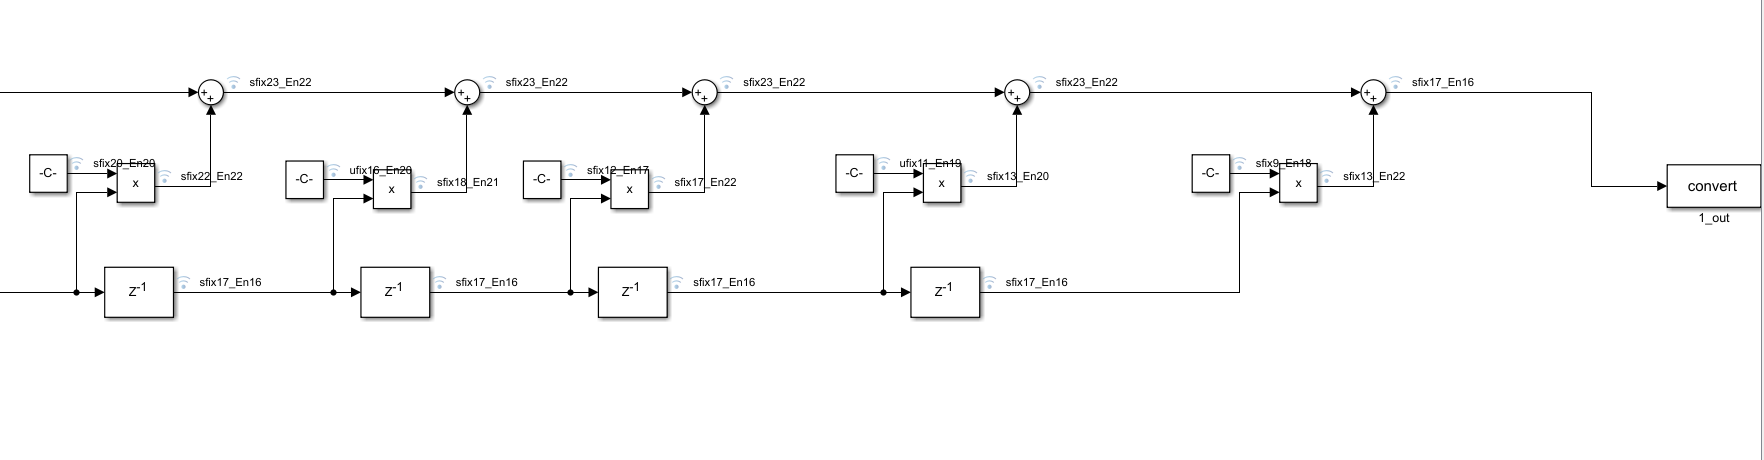 sfix23_En22 sfix23_En22 sfix23_En22 sfix23_En22 sfix17_En16
+ + + + + + + + + +
sfix20_En20 ufix16_En20 sfix12_En17 ufix11_En19 sfix9_En18
-C- x sfix22_En22 -C- x sfix18_En21 -C- x sfix17_En22 -C- x sfix13_En20 -C- x sfix13_En22
convert
1_out
Z-1 sfix17_En16 Z-1 sfix17_En16 Z-1 sfix17_En16 Z-1 sfix17_En16